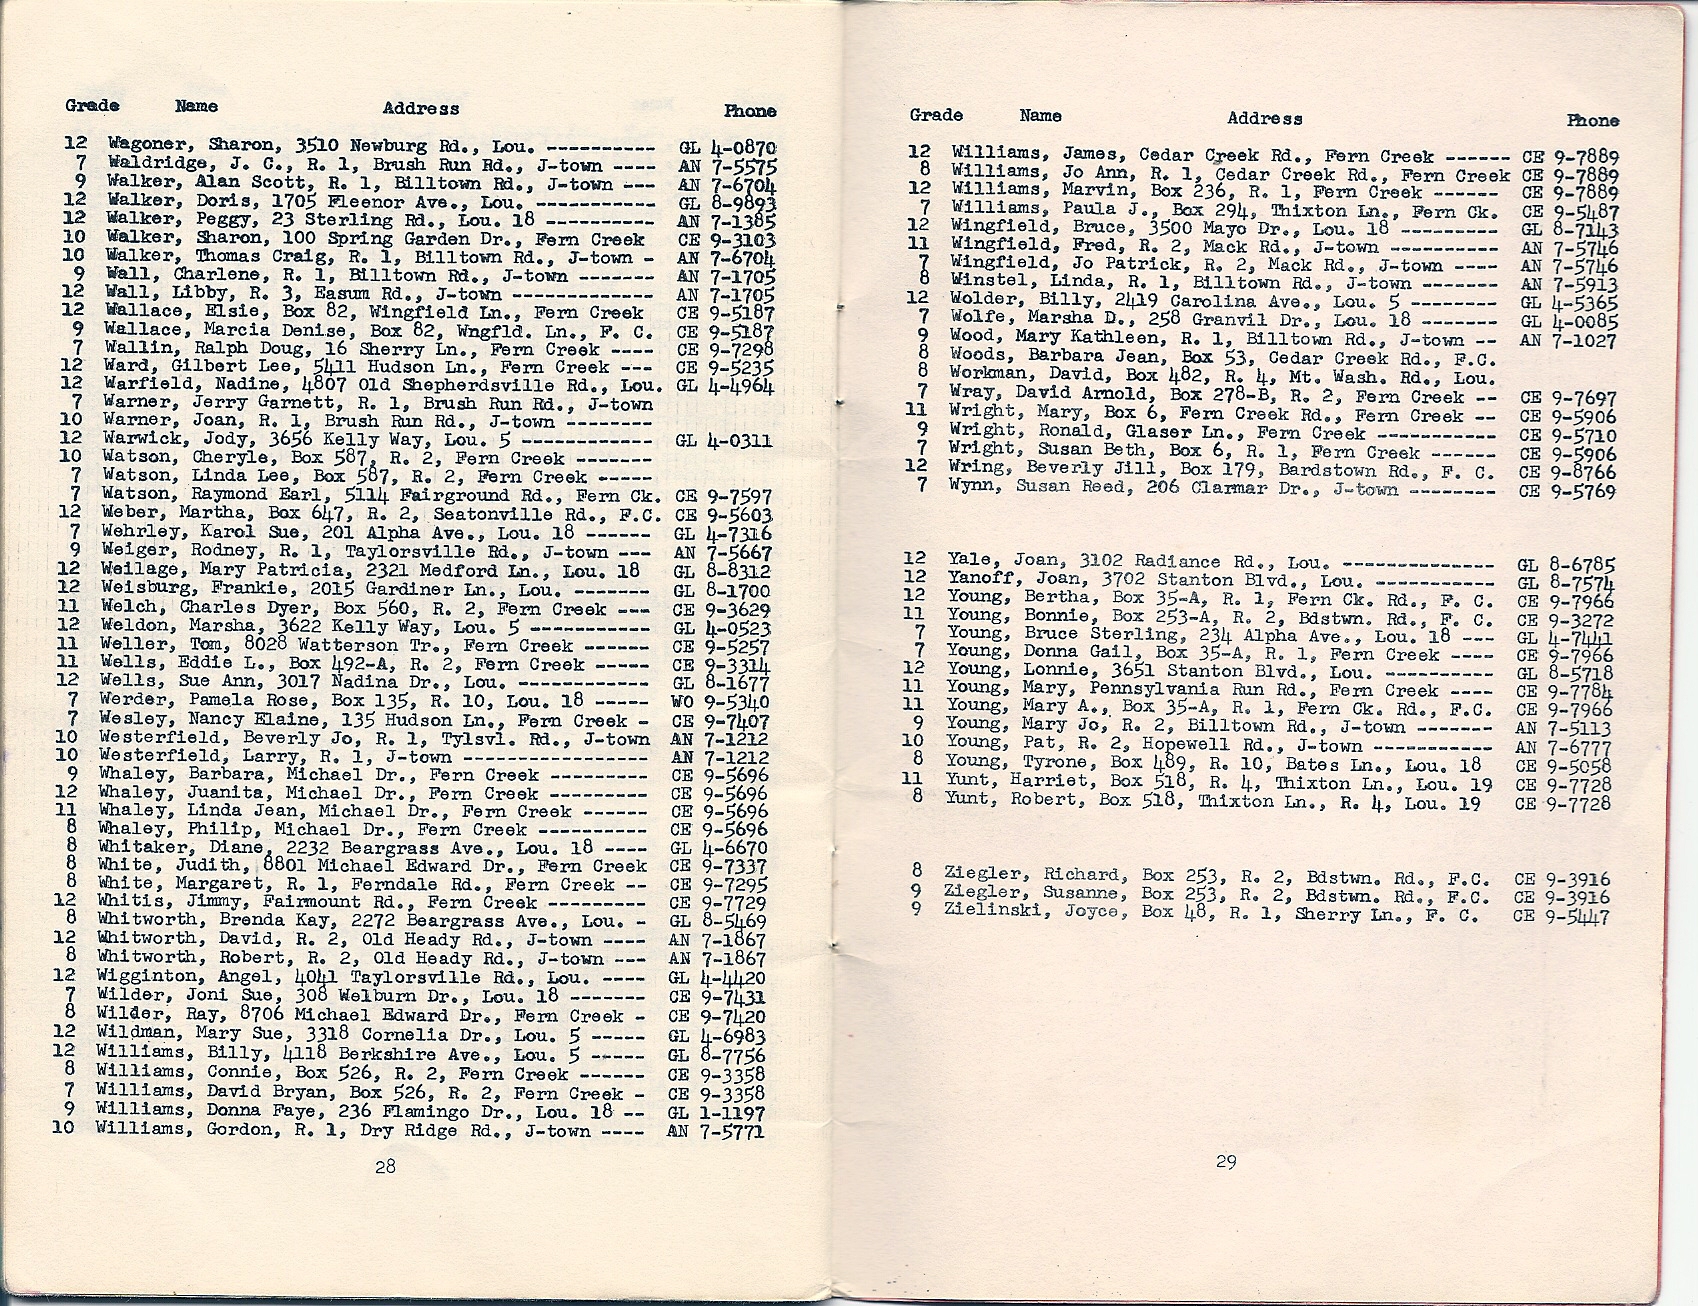 Grade Name Address Phone
12 Wagoner, Sharon, 3510 Newburg Rd., Lou. ---------- GL 4-0870
7 Waldridge, J. C., R. 1, Brush Run Rd., J-town ---- AN 7-5575
9 Walker, Alan Scott, R. 1, Billtown Rd., J-town --- AN 7-6704
12 Walker, Doris, 1705 Fleenor Ave., Lou. ----------- GL 8-9893
12 Walker, Peggy, 23 Sterling Rd., Lou. 18 ---------- AN 7-1385
10 Walker, Sharon, 100 Spring Garden Dr., Fern Creek CE 9-3103
10 Walker, Thomas Craig, R. 1, Billtown Rd., J-town - AN 7-6704
9 Wall, Charlene, R. 1, Billtown Rd., J-town ------- AN 7-1705
12 Wall, Libby, R. 3, Easum Rd., J-town ------------- AN 7-1705
12 Wallace, Elsie, Box 82, Wingfield Ln., Fern Creek CE 9-5187
9 Wallace, Marcia Denise, Box 82, Wngfld. Ln., F. C. CE 9-5187
7 Wallin, Ralph Doug, 16 Sherry Ln., Fern Creek ---- CE 9-7298
12 Ward, Gilbert Lee, 5411 Hudson Ln., Fern Creek --- CE 9-5235
12 Warfield, Nadine, 4807 Old Shepherdsville Rd., Lou. GL 4-4964
7 Warner, Jerry Garnett, R. 1, Brush Run Rd., J-town
10 Warner, Joan, R. 1, Brush Run Rd., J-town --------
12 Warwick, Jody, 3656 Kelly Way, Lou. 5 ------------ GL 4-0311
10 Watson, Cheryle, Box 587, R. 2, Fern Creek -------
7 Watson, Linda Lee, Box 587, R. 2, Fern Creek -----
7 Watson, Raymond Earl, 5114 Fairground Rd., Fern Ck. CE 9-7597
12 Weber, Martha, Box 647, R. 2, Seatonville Rd., F.C. CE 9-5603
7 Wehrley, Karol Sue, 201 Alpha Ave., Lou. 18 ------ GL 4-7316
9 Weiger, Rodney, R. 1, Taylorsville Rd., J-town --- AN 7-5667
12 Weilage, Mary Patricia, 2321 Medford Ln., Lou. 18 GL 8-8312
12 Weisburg, Frankie, 2015 Gardiner Ln., Lou. ------- GL 8-1700
11 Welch, Charles Dyer, Box 560, R. 2, Fern Creek --- CE 9-3629
12 Weldon, Marsha, 3622 Kelly Way, Lou. 5 ----------- GL 4-0523
11 Weller, Tom, 8028 Watterson Tr., Fern Creek ------ CE 9-5257
11 Wells, Eddie L., Box 492-A, R. 2, Fern Creek ----- CE 9-3314
12 Wells, Sue Ann, 3017 Nadina Dr., Lou. ------------ GL 8-1677
7 Werder, Pamela Rose, Box 135, R. 10, Lou. 18 ----- WO 9-5340
7 Wesley, Nancy Elaine, 135 Hudson Ln., Fern Creek - CE 9-7407
10 Westerfield, Beverly Jo, R. 1, Tylsvl. Rd., J-town AN 7-1212
10 Westerfield, Larry, R. 1, J-town ----------------- AN 7-1212
9 Whaley, Barbara, Michael Dr., Fern Creek --------- CE 9-5696
12 Whaley, Juanita, Michael Dr., Fern Creek ---------- CE 9-5696
11 Whaley, Linda Jean, Michael Dr., Fern Creek ------ CE 9-5696
8 Whaley, Philip, Michael Dr., Fern Creek ---------- CE 9-5696
8 Whitaker, Diane, 2232 Beargrass Ave., Lou. 18 ---- GL 4-6670
8 White, Judith, 8801 Michael Edward Dr., Fern Creek CE 9-7337
8 White, Margaret, R. 1, Ferndale Rd., Fern Creek -- CE 9-7295
12 Whitis, Jimmy, Fairmount Rd., Fern Creek --------- CE 9-7729
8 Whitworth, Brenda Kay, 2272 Beargrass Ave., Lou. - GL 8-5469
12 Whitworth, David, R. 2, Old Heady Rd., J-town ---- AN 7-1867
8 Whitworth, Robert, R. 2, Old Heady Rd., J-town --- AN 7-1867
12 Wigginton, Angel, 4041 Taylorsville Rd., Lou. ---- GL 4-4420
7 Wilder, Joni Sue, 308 Welburn Dr., Lou. 18 ------- CE 9-7431
8 Wilder, Ray, 8706 Michael Edward Dr., Fern Creek - CE 9-7420
12 Wildman, Mary Sue, 3318 Cornelia Dr., Lou. 5 ----- GL 4-6983
12 Williams, Billy, 4118 Berkshire Ave., Lou. 5 ----- GL 8-7756
8 Williams, Connie, Box 526, R. 2, Fern Creek ------ CE 9-3358
7 Williams, David Bryan, Box 526, R. 2, Fern Creek - CE 9-3358
9 Williams, Donna Faye, 236 Flamingo Dr., Lou. 18 -- GL 1-1197
10 Williams, Gordon, R. 1, Dry Ridge Rd., J-town ---- AN 7-5771
28
Grade Name Address Phone
12 Williams, James, Cedar Creek Rd., Fern Creek ------ CE 9-7889
8 Williams, Jo Ann, R. 1, Cedar Creek Rd., Fern Creek CE 9-7889
12 Williams, Marvin, Box 236, R. 1, Fern Creek ------ CE 9-7889
7 Williams, Paula J., Box 294, Thixton Ln., Fern Ck. CE 9-5487
12 Wingfield, Bruce, 3500 Mayo Dr., Lou. 18 --------- GL 8-7143
11 Wingfield, Fred, R. 2, Mack Rd., J-town ---------- AN 7-5746
7 Wingfield, Jo Patrick, R. 2, Mack Rd., J-town ---- AN 7-5746
8 Winstel, Linda, R. 1, Billtown Rd., J-town ------- AN 7-5913
12 Wolder, Billy, 2419 Carolina Ave., Lou. 5 -------- GL 4-5365
7 Wolfe, Marsha D., 258 Granvil Dr., Lou. 18 ------- GL 4-0085
9 Wood, Mary Kathleen, R. 1, Billtown Rd., J-town -- AN 7-1027
8 Woods, Barbara Jean, Box 53, Cedar Creek Rd., F.C.
8 Workman, David, Box 482, R. 4, Mt. Wash. Rd., Lou.
7 Wray, David Arnold, Box 278-B, R. 2, Fern Creek -- CE 9-7697
11 Wright, Mary, Box 6, Fern Creek Rd., Fern Creek -- CE 9-5906
9 Wright, Ronald, Glaser Ln., Fern Creek ----------- CE 9-5710
7 Wright, Susan Beth, Box 6, R. 1, Fern Creek ------ CE 9-5906
12 Wring, Beverly Jill, Box 179, Bardstown Rd., F. C. CE 9-8766
7 Wynn, Susan Reed, 206 Clarmar Dr., J-town -------- CE 9-5769
12 Yale, Joan, 3102 Radiance Rd., Lou. -------------- GL 8-6785
12 Yanoff, Joan, 3702 Stanton Blvd., Lou. ----------- GL 8-7574
12 Young, Bertha, Box 35-A, R. 1, Fern Ck. Rd., F. C. CE 9-7966
11 Young, Bonnie, Box 253-A, R. 2, Bdstwn. Rd., F. C. CE 9-3272
7 Young, Bruce Sterling, 234 Alpha Ave., Lou. 18 --- GL 4-7441
7 Young, Donna Gail, Box 35-A, R. 1, Fern Creek ---- CE 9-7966
12 Young, Lonnie, 3651 Stanton Blvd., Lou. ---------- GL 8-5718
11 Young, Mary, Pennsylvania Run Rd., Fern Creek ---- CE 9-7784
11 Young, Mary A., Box 35-A, R. 1, Fern Ck. Rd., F.C. CE 9-7966
9 Young, Mary Jo, R. 2, Billtown Rd., J-town ------- AN 7-5113
10 Young, Pat, R. 2, Hopewell Rd., J-town ----------- AN 7-6777
8 Young, Tyrone, Box 489, R. 10, Bates Ln., Lou. 18 CE 9-5058
11 Yunt, Harriet, Box 518, R. 4, Thixton Ln., Lou. 19 CE 9-7728
8 Yunt, Robert, Box 518, Thixton Ln., R. 4, Lou. 19 CE 9-7728
8 Ziegler, Richard, Box 253, R. 2, Bdstwn. Rd., F.C. CE 9-3916
9 Ziegler, Susanne, Box 253, R. 2, Bdstwn. Rd., F.C. CE 9-3916
9 Zielinski, Joyce, Box 48, R. 1, Sherry Ln., F. C. CE 9-5447
29